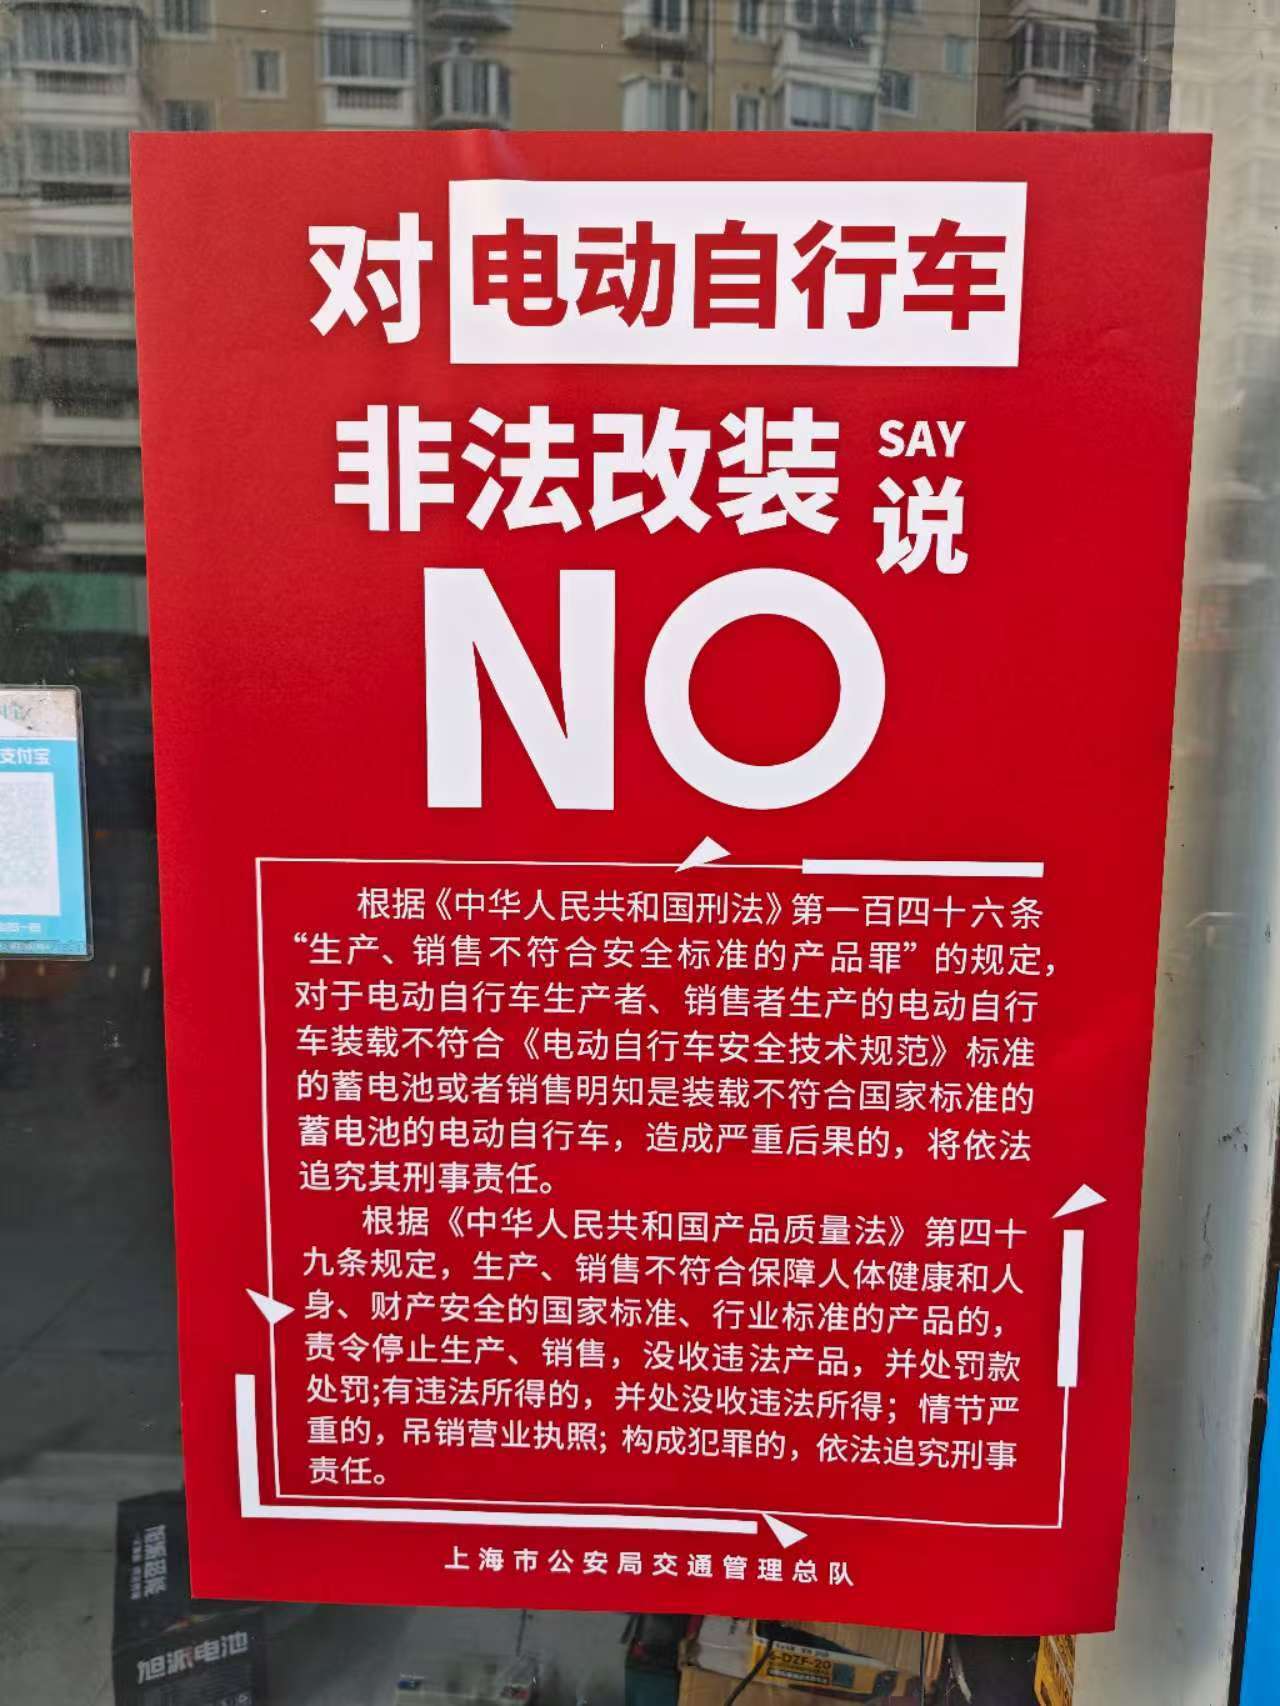 对电动自行车
非法改装
SAY
说
NO
根据《中华人民共和国刑法》第一百四十六条
“生产、销售不符合安全标准的产品罪”的规定，
对于电动自行车生产者、销售者生产的电动自行
车装载不符合《电动自行车安全技术规范》标准
的蓄电池或者销售明知是装载不符合国家标准的
蓄电池的电动自行车，造成严重后果的，将依法
追究其刑事责任。
根据《中华人民共和国产品质量法》第四十
九条规定，生产、销售不符合保障人体健康和人
身、财产安全的国家标准、行业标准的产品的，
责令停止生产、销售，没收违法产品，并处罚款
处罚;有违法所得的，并处没收违法所得；情节严
重的，吊销营业执照; 构成犯罪的，依法追究刑事
责任。
上海市公安局交通管理总队
支付宝
旭派电池
6-DZF-20